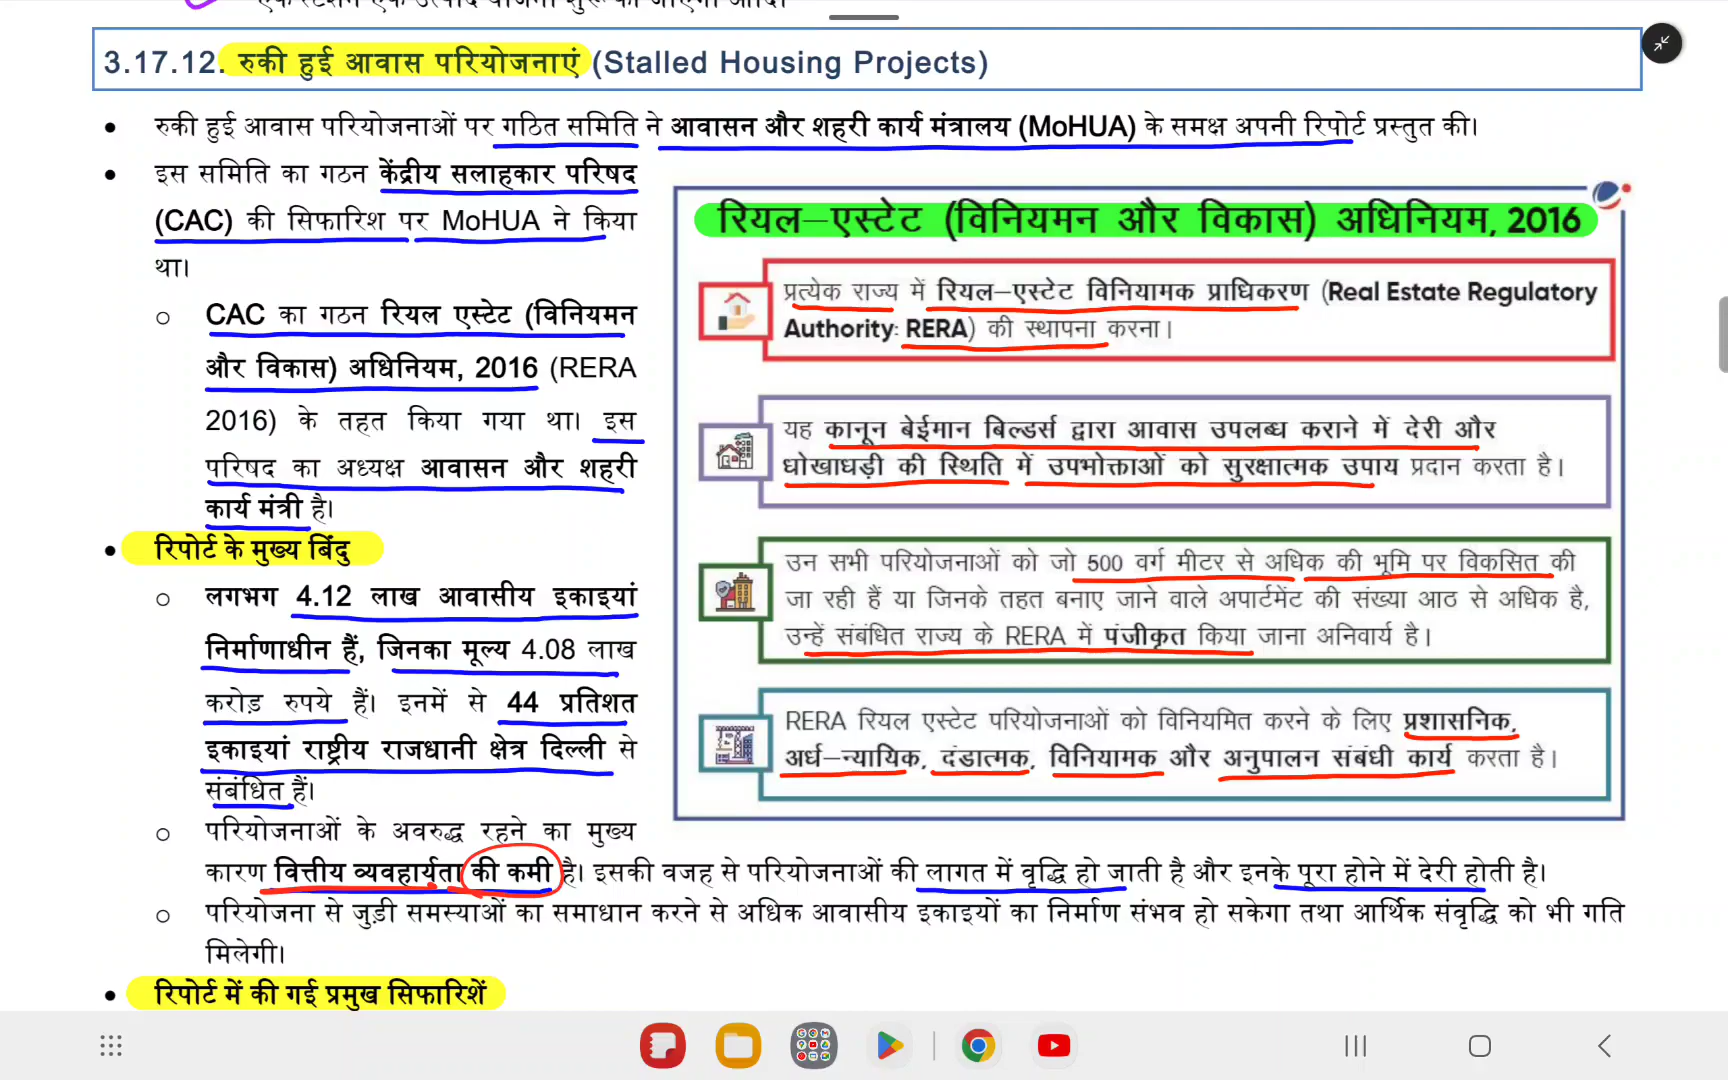 एक स्टेशन एक उत्पाद योजना शुरू की जाएगी आदि।
3.17.12. रुकी हुई आवास परियोजनाएं (Stalled Housing Projects)
• रुकी हुई आवास परियोजनाओं पर गठित समिति ने आवासन और शहरी कार्य मंत्रालय (MoHUA) के समक्ष अपनी रिपोर्ट प्रस्तुत की।
• इस समिति का गठन केंद्रीय सलाहकार परिषद
(CAC) की सिफारिश पर MoHUA ने किया
था।
o CAC का गठन रियल एस्टेट (विनियमन
और विकास) अधिनियम, 2016 (RERA
2016) के तहत किया गया था। इस
परिषद का अध्यक्ष आवासन और शहरी
कार्य मंत्री है।
• रिपोर्ट के मुख्य बिंदु
o लगभग 4.12 लाख आवासीय इकाइयां
निर्माणाधीन हैं, जिनका मूल्य 4.08 लाख
करोड़ रुपये हैं। इनमें से 44 प्रतिशत
इकाइयां राष्ट्रीय राजधानी क्षेत्र दिल्ली से
संबंधित हैं।
o परियोजनाओं के अवरुद्ध रहने का मुख्य
कारण वित्तीय व्यवहार्यता की कमी है। इसकी वजह से परियोजनाओं की लागत में वृद्धि हो जाती है और इनके पूरा होने में देरी होती है।
o परियोजना से जुड़ी समस्याओं का समाधान करने से अधिक आवासीय इकाइयों का निर्माण संभव हो सकेगा तथा आर्थिक संवृद्धि को भी गति
मिलेगी।
• रिपोर्ट में की गई प्रमुख सिफारिशें
रियल–एस्टेट (विनियमन और विकास) अधिनियम, 2016
प्रत्येक राज्य में रियल–एस्टेट विनियामक प्राधिकरण (Real Estate Regulatory
Authority: RERA) की स्थापना करना।
यह कानून बेईमान बिल्डर्स द्वारा आवास उपलब्ध कराने में देरी और
धोखाधड़ी की स्थिति में उपभोक्ताओं को सुरक्षात्मक उपाय प्रदान करता है।
उन सभी परियोजनाओं को जो 500 वर्ग मीटर से अधिक की भूमि पर विकसित की
जा रही हैं या जिनके तहत बनाए जाने वाले अपार्टमेंट की संख्या आठ से अधिक है,
उन्हें संबंधित राज्य के RERA में पंजीकृत किया जाना अनिवार्य है।
RERA रियल एस्टेट परियोजनाओं को विनियमित करने के लिए प्रशासनिक,
अर्ध–न्यायिक, दंडात्मक, विनियामक और अनुपालन संबंधी कार्य करता है।